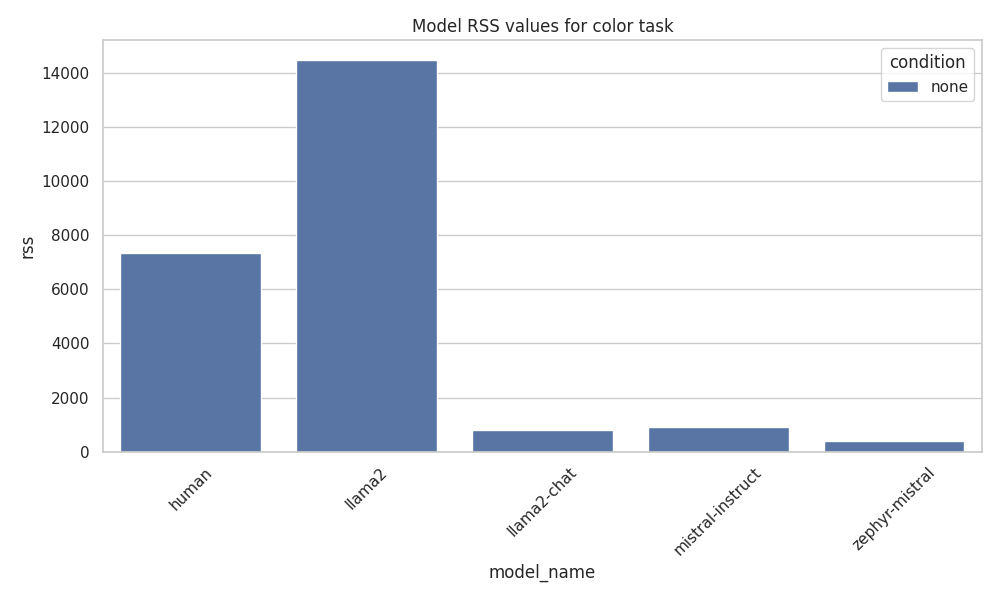 Model RSS values for color task
condition
none
rss
14000
12000
10000
8000
6000
4000
2000
0
human
llama2
llama2-chat
mistral-instruct
zephyr-mistral
model_name